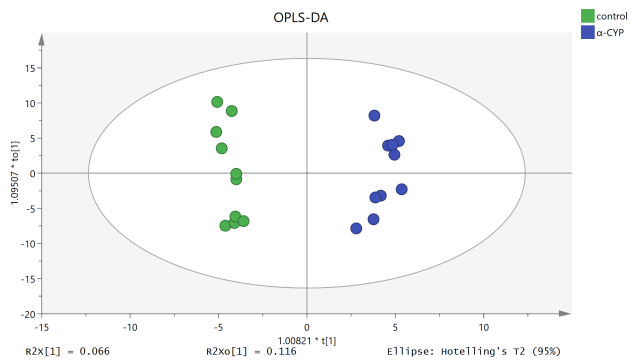 OPLS-DA
control
α-CYP
15
10
5
0
-5
-10
-15
-20
1.09507 * to[1]
-15
-10
-5
0
5
10
1.00821 * t[1]
R2X[1] = 0.066
R2Xo[1] = 0.116
Ellipse: Hotelling's T2 (95%)